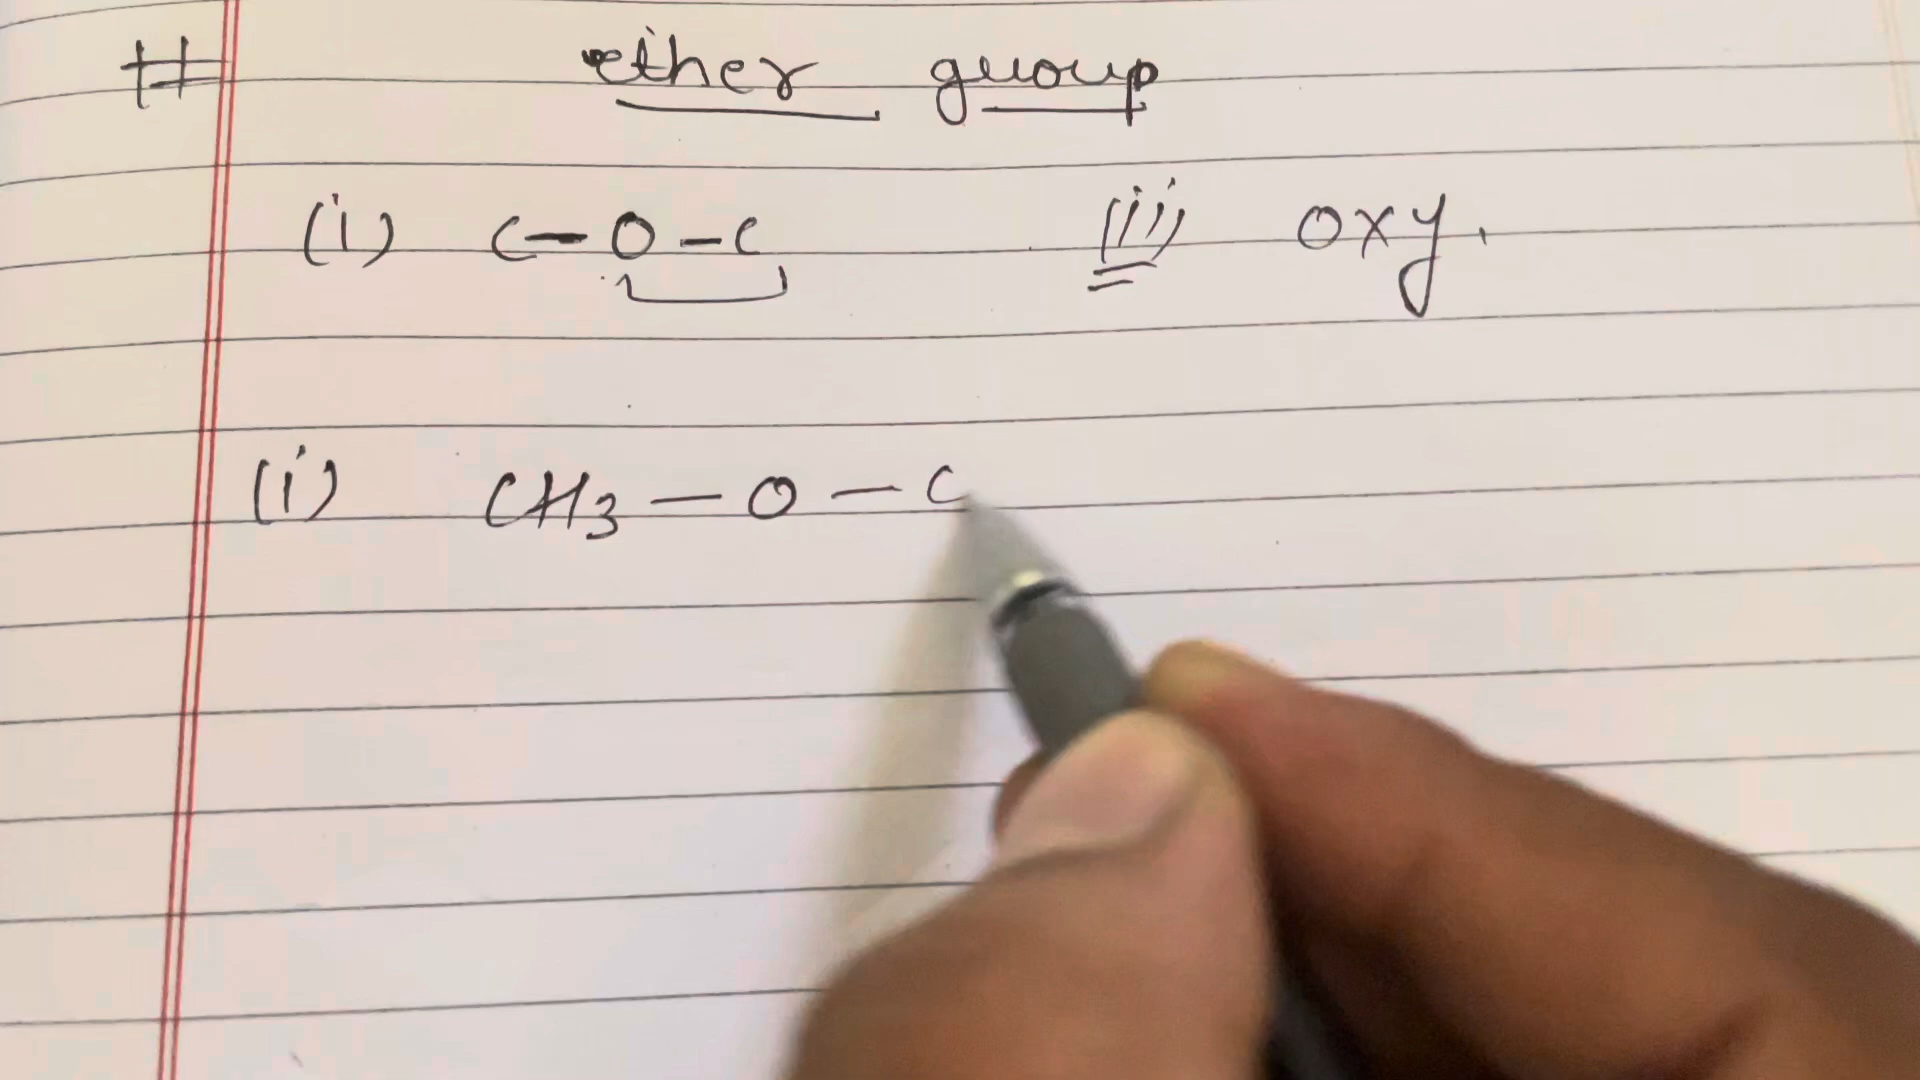 # ether group
(i) C-O-C (ii) oxy.
(i) CH3-O-C